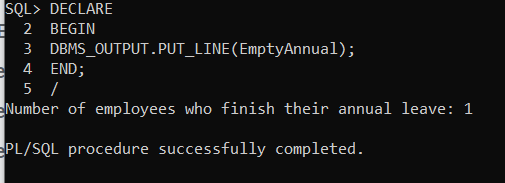 SQL> DECLARE
2 BEGIN
3 DBMS_OUTPUT.PUT_LINE(EmptyAnnual);
4 END;
5 /
Number of employees who finish their annual leave: 1
PL/SQL procedure successfully completed.